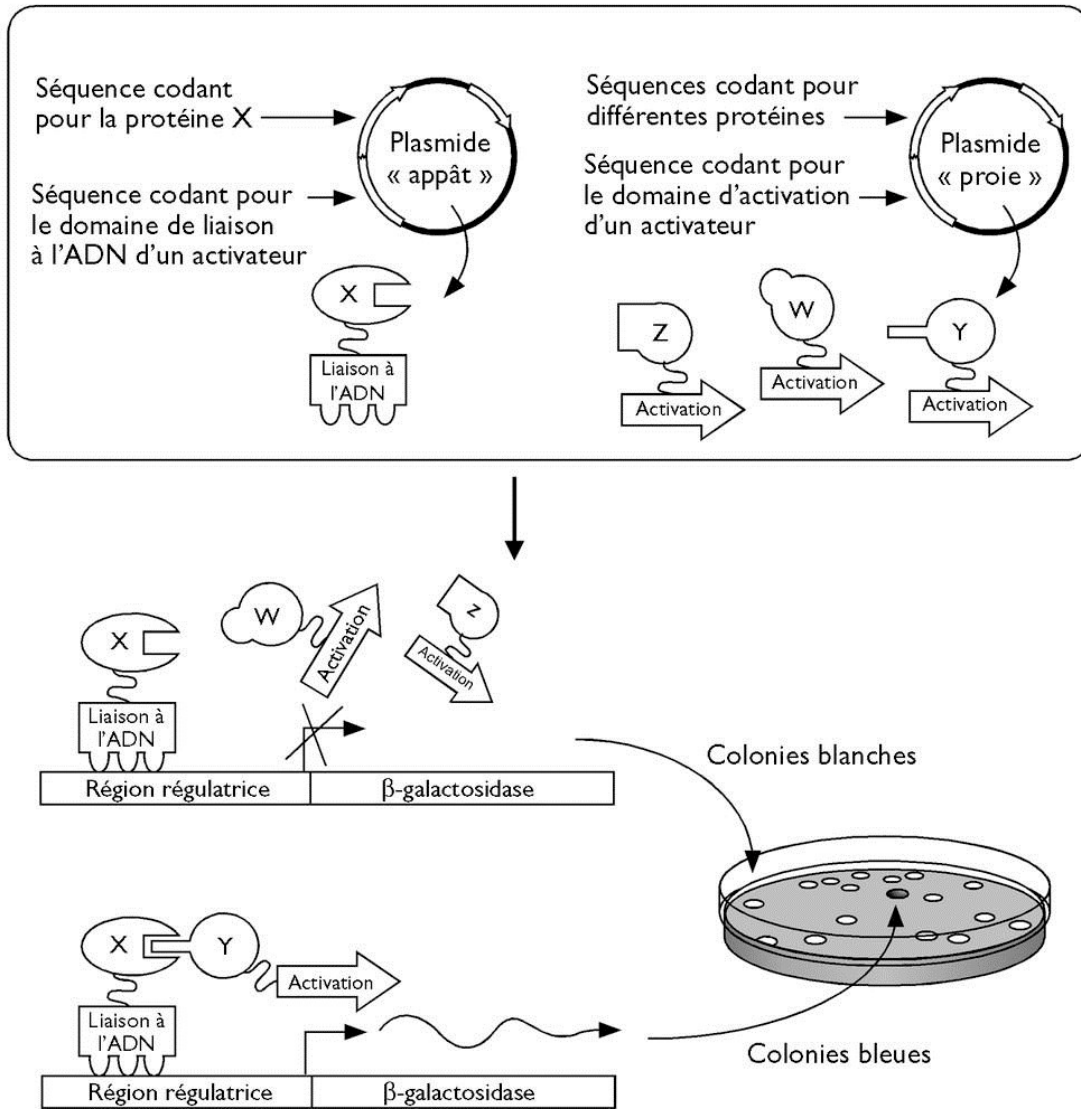 Séquence codant
pour la protéine X
Plasmide
« appât »
Séquence codant pour
le domaine de liaison
à l'ADN d'un activateur
X
Liaison à
l'ADN
Séquences codant pour
différentes protéines
Plasmide
« proie »
Séquence codant pour
le domaine d'activation
d'un activateur
Z
Activation
W
Activation
Y
Activation
X
Liaison à
l'ADN
W
Activation
Z
Activation
Région régulatrice
β-galactosidase
Colonies blanches
X
Y
Activation
Liaison à
l'ADN
Région régulatrice
β-galactosidase
Colonies bleues